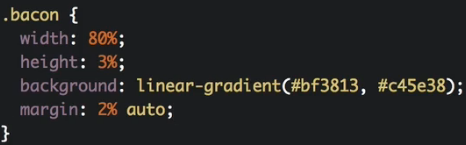 .bacon {
  width: 80%;
  height: 3%;
  background: linear-gradient(#bf3813, #c45e38);
  margin: 2% auto;
}